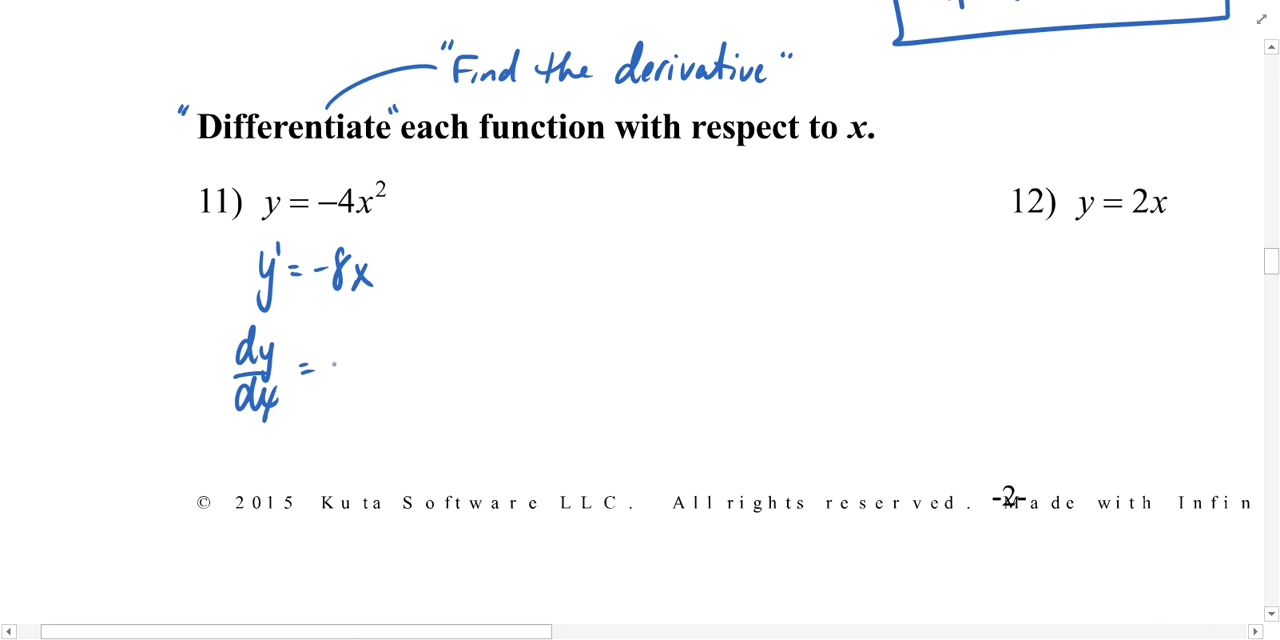 "Find the derivative"
"Differentiate" each function with respect to x.
11) y = −4x²
12) y = 2x
y' = -8x
dy/dx =
© 2015 Kuta Software LLC. All rights reserved. -2- Made with Infin